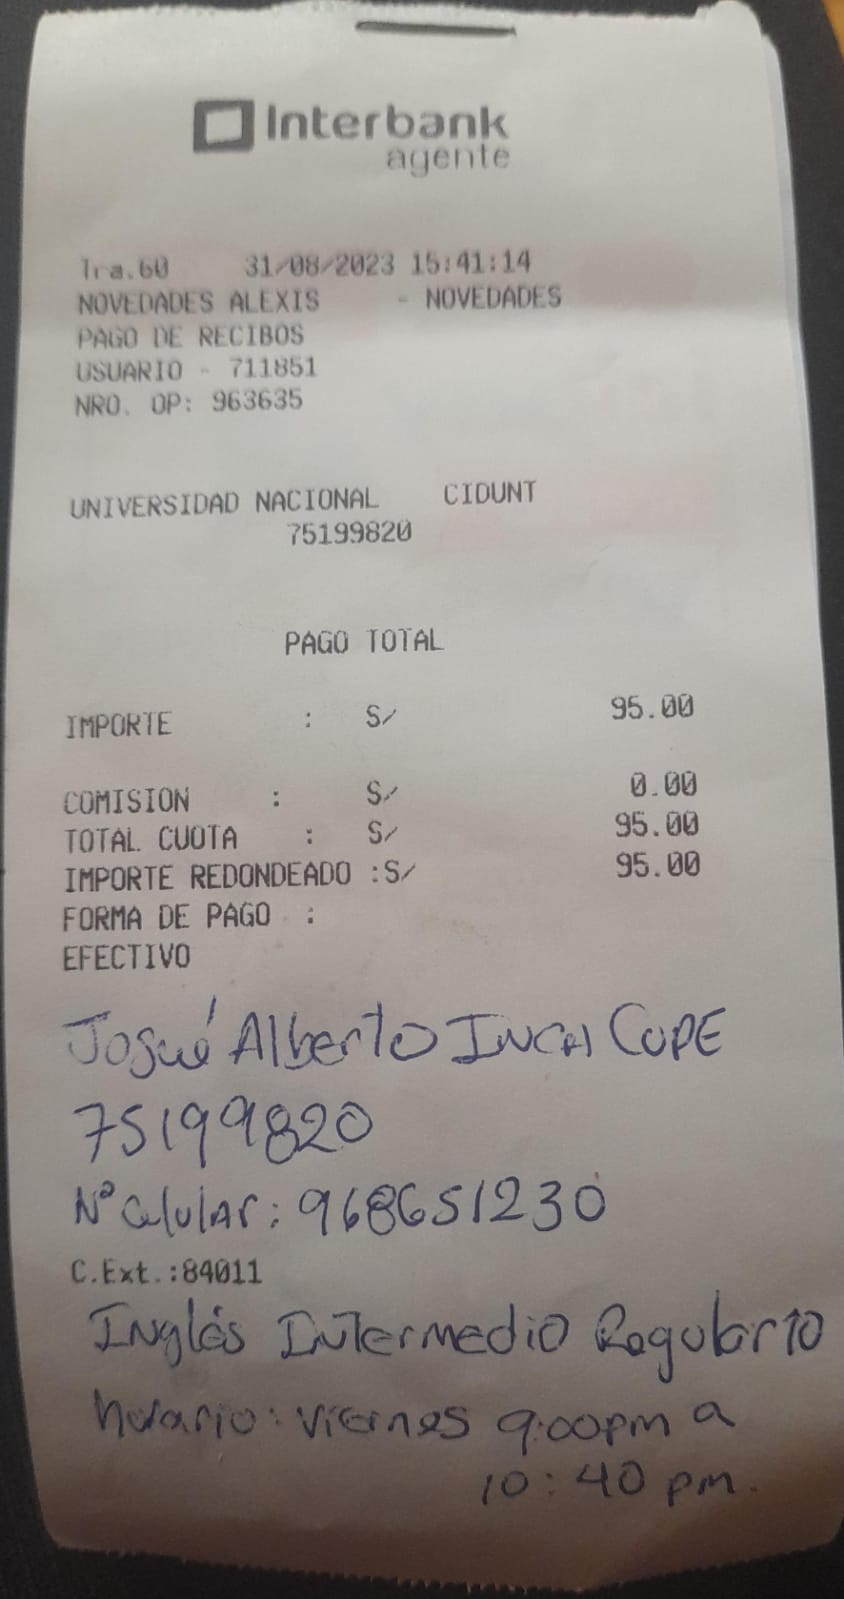 Interbank
agente
Tra.60 31/08/2023 15:41:14
NOVEDADES ALEXIS - NOVEDADES
PAGO DE RECIBOS
USUARIO - 711851
NRO. OP: 963635
UNIVERSIDAD NACIONAL CIDUNT
75199820
PAGO TOTAL
IMPORTE : S/ 95.00
COMISION : S/ 0.00
TOTAL CUOTA : S/ 95.00
IMPORTE REDONDEADO :S/ 95.00
FORMA DE PAGO :
EFECTIVO
Josué Alberto INCA CUPE
75199820
N° Celular: 968651230
C.Ext.:84011
Inglés Intermedio Regular 10
horario: viernes 9:00pm a
10:40 pm.